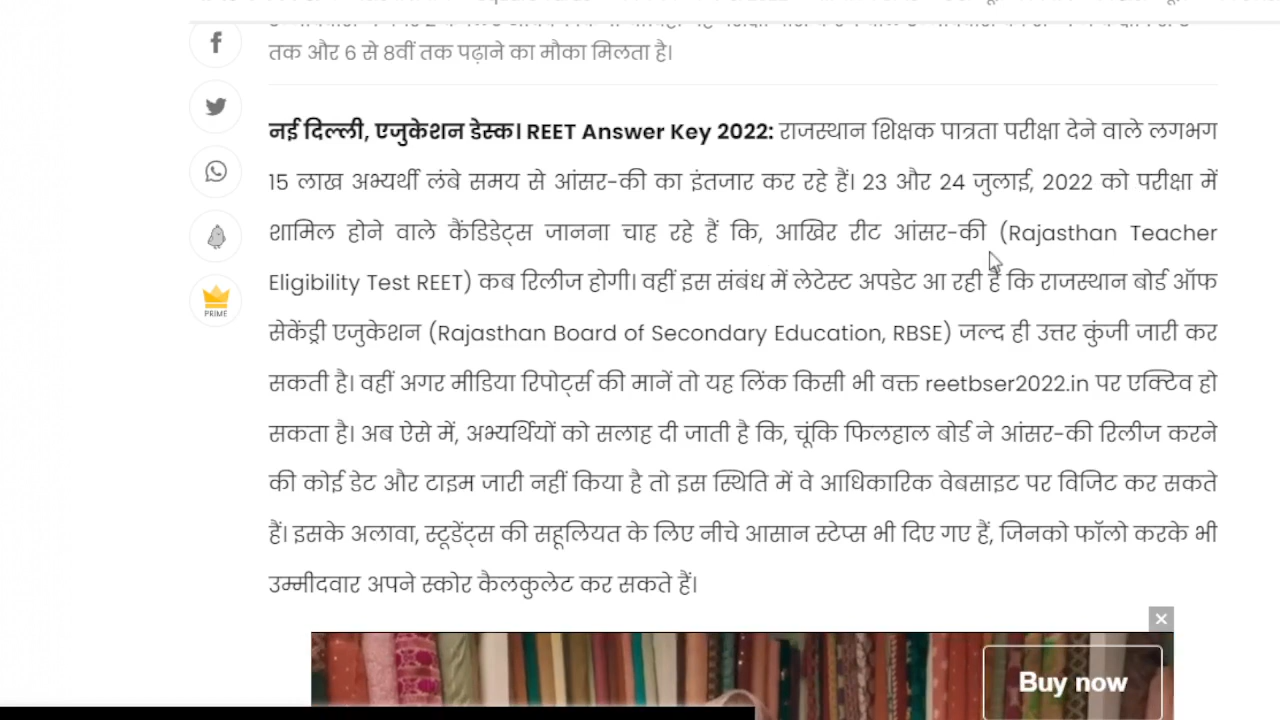 तक और 6 से 8वीं तक पढ़ाने का मौका मिलता है।
नई दिल्ली, एजुकेशन डेस्क। REET Answer Key 2022: राजस्थान शिक्षक पात्रता परीक्षा देने वाले लगभग
15 लाख अभ्यर्थी लंबे समय से आंसर-की का इंतजार कर रहे हैं। 23 और 24 जुलाई, 2022 को परीक्षा में
शामिल होने वाले कैंडिडेट्स जानना चाह रहे हैं कि, आखिर रीट आंसर-की (Rajasthan Teacher
Eligibility Test REET) कब रिलीज होगी। वहीं इस संबंध में लेटेस्ट अपडेट आ रही है कि राजस्थान बोर्ड ऑफ
सेकेंड्री एजुकेशन (Rajasthan Board of Secondary Education, RBSE) जल्द ही उत्तर कुंजी जारी कर
सकती है। वहीं अगर मीडिया रिपोर्ट्स की मानें तो यह लिंक किसी भी वक्त reetbser2022.in पर एक्टिव हो
सकता है। अब ऐसे में, अभ्यर्थियों को सलाह दी जाती है कि, चूंकि फिलहाल बोर्ड ने आंसर-की रिलीज करने
की कोई डेट और टाइम जारी नहीं किया है तो इस स्थिति में वे आधिकारिक वेबसाइट पर विजिट कर सकते
हैं। इसके अलावा, स्टूडेंट्स की सहूलियत के लिए नीचे आसान स्टेप्स भी दिए गए हैं, जिनको फॉलो करके भी
उम्मीदवार अपने स्कोर कैलकुलेट कर सकते हैं।
PRIME
Buy now